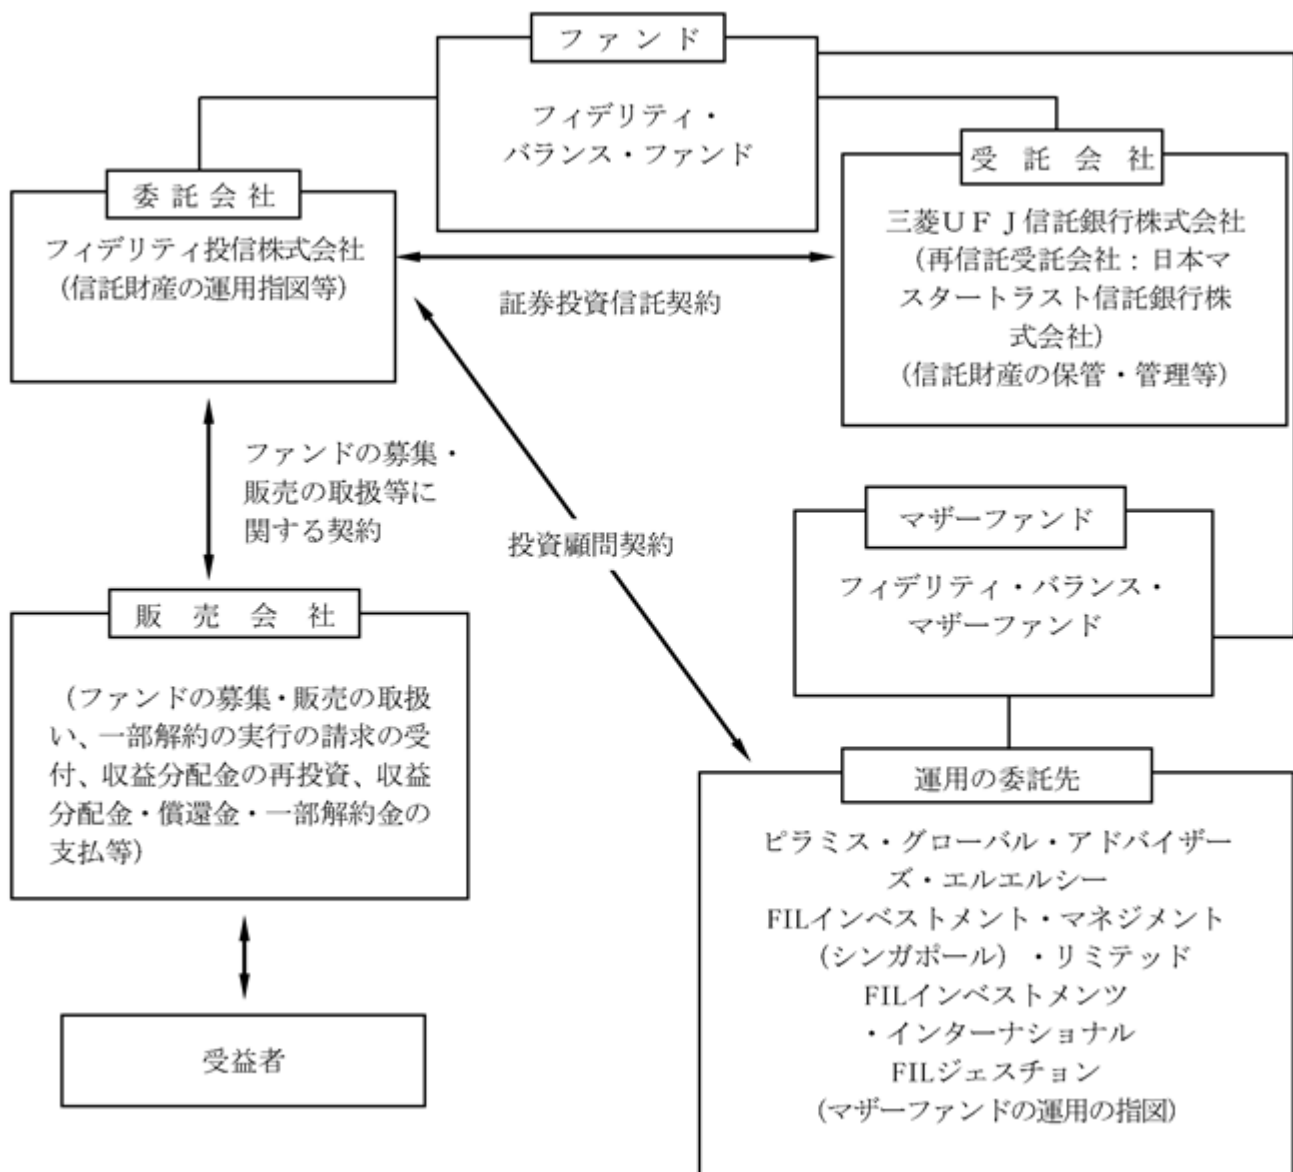 ファンド
フィデリティ・
バランス・ファンド
委託会社
フィデリティ投信株式会社
(信託財産の運用指図等)
受託会社
三菱ＵＦＪ信託銀行株式会社
(再信託受託会社：日本マ
スタートラスト信託銀行株
式会社)
(信託財産の保管・管理等)
証券投資信託契約
ファンドの募集・
販売の取扱等に
関する契約
投資顧問契約
マザーファンド
フィデリティ・バランス・
マザーファンド
販売会社
（ファンドの募集・販売の取扱
い、一部解約の実行の請求の受
付、収益分配金の再投資、収益
分配金・償還金・一部解約金の
支払等）
運用の委託先
ピラミス・グローバル・アドバイザー
ズ・エルエルシー
FILインベストメント・マネジメント
（シンガポール）・リミテッド
FILインベストメンツ
・インターナショナル
FILジェスチョン
(マザーファンドの運用の指図)
受益者